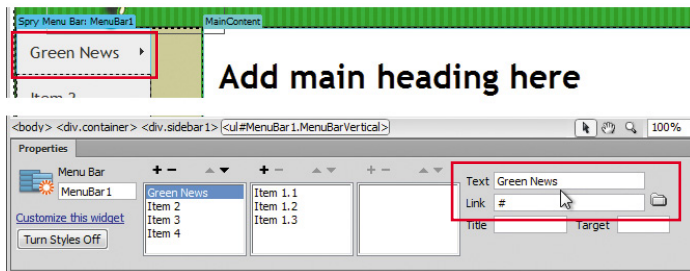 Spry Menu Bar: MenuBar1
MainContent
Green News
Add main heading here
Item 2
<body> <div.container> <div.sidebar1> <ul#MenuBar1.MenuBarVertical>
100%
Properties
Menu Bar
MenuBar1
Customize this widget
Turn Styles Off
Green News
Item 2
Item 3
Item 4
Item 1.1
Item 1.2
Item 1.3
Text Green News
Link #
Title Target